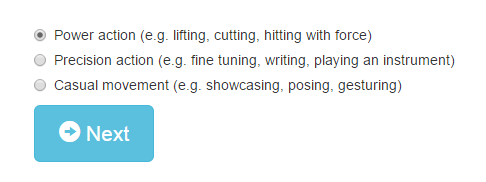 Power action (e.g. lifting, cutting, hitting with force)
Precision action (e.g. fine tuning, writing, playing an instrument)
Casual movement (e.g. showcasing, posing, gesturing)
Next